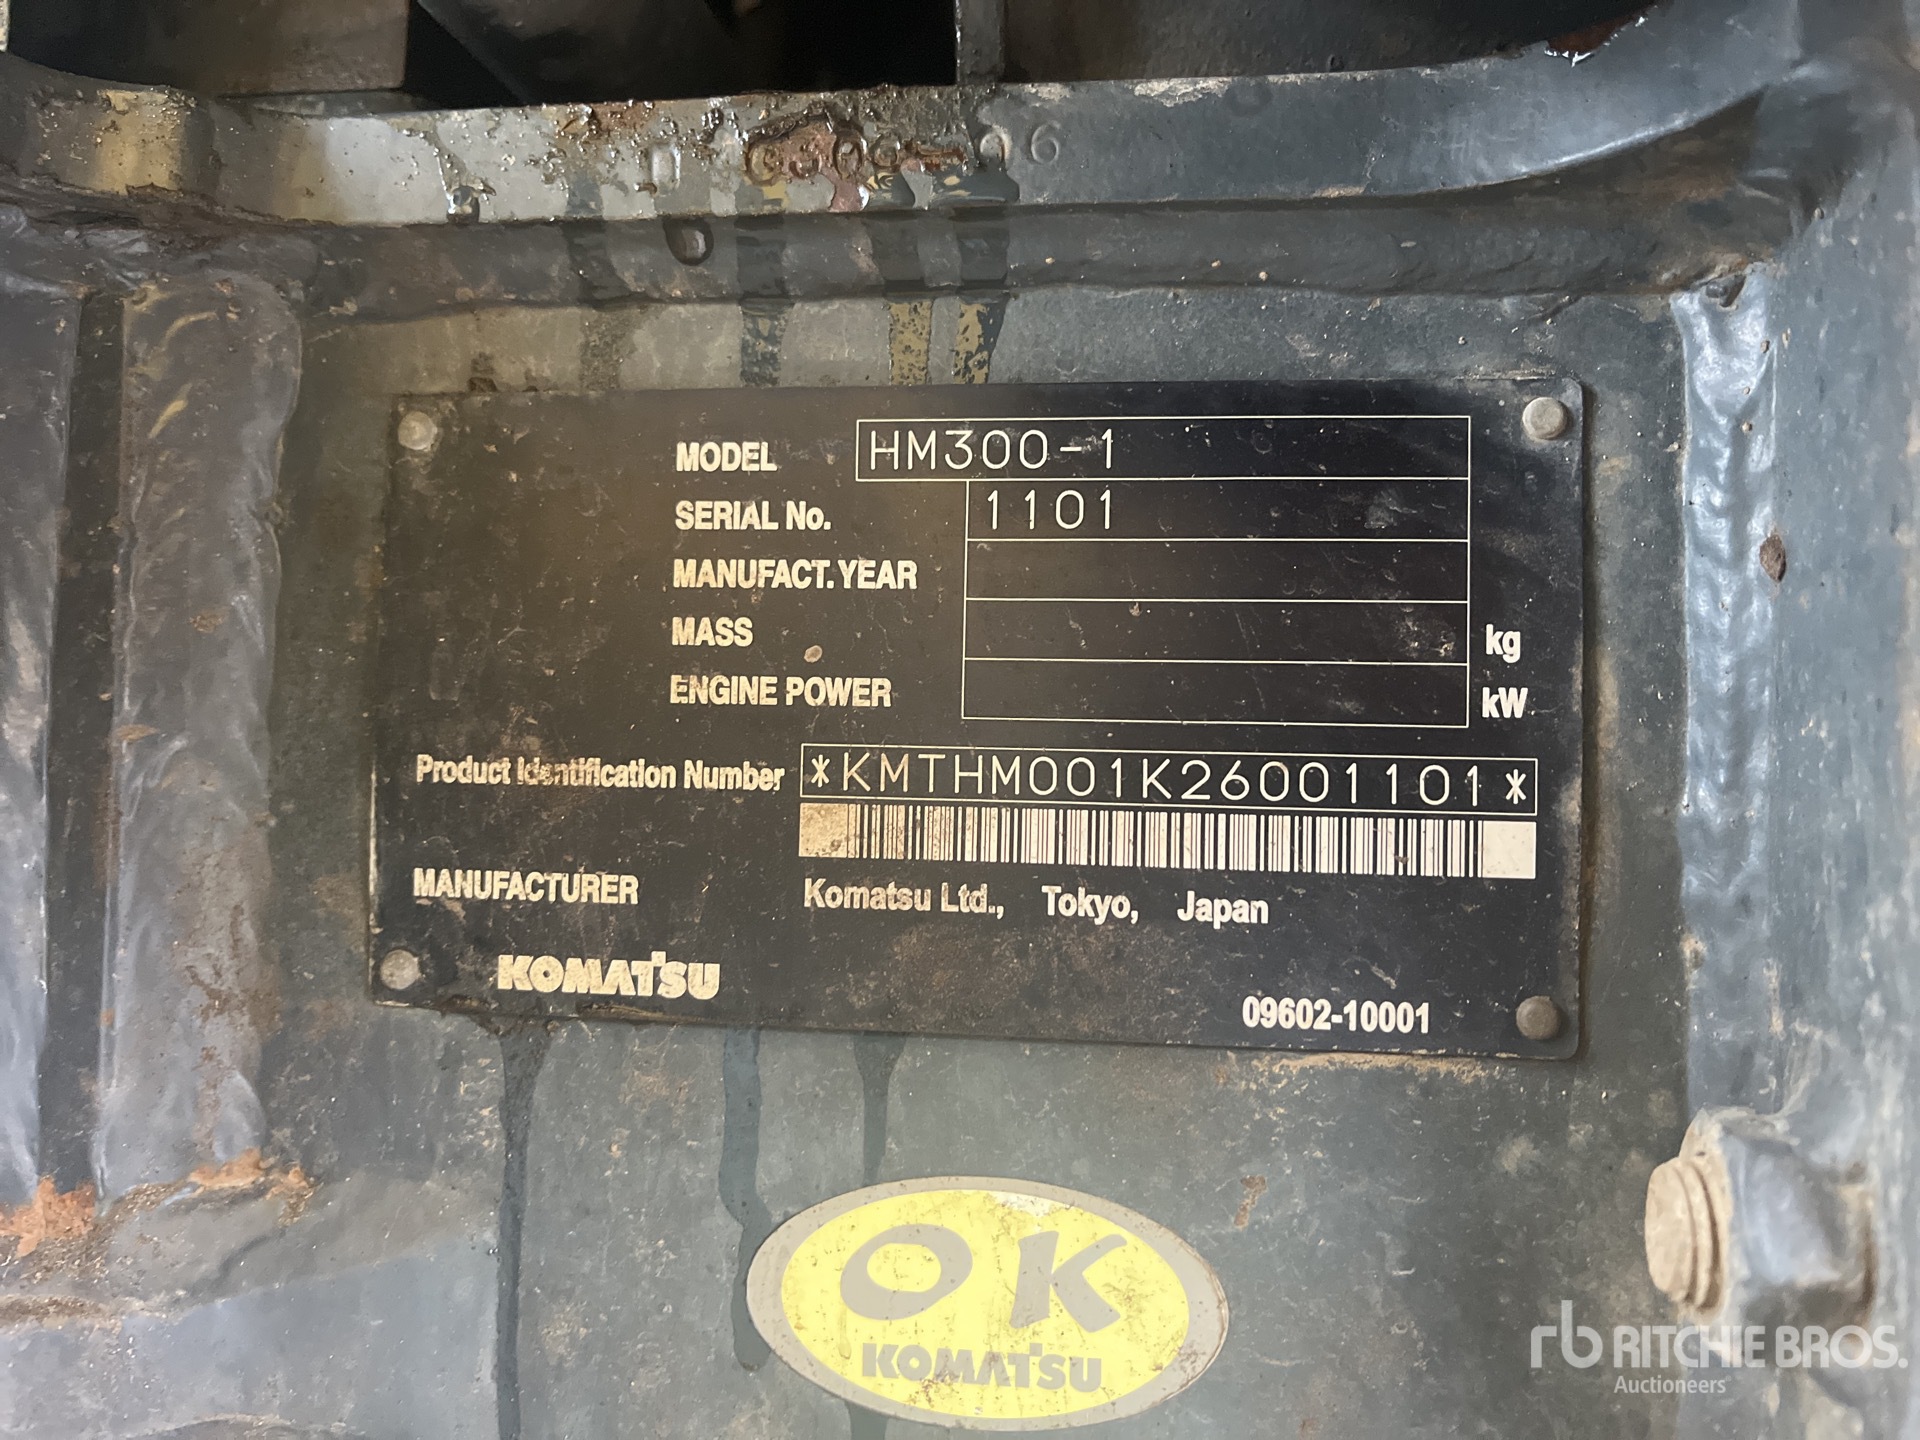 MODEL HM300-1
SERIAL No. 1101
MANUFACT. YEAR
MASS kg
ENGINE POWER kW
Product Identification Number *KMTHM001K26001101*
MANUFACTURER Komatsu Ltd., Tokyo, Japan
KOMATSU
09602-10001
OK
KOMATSU
rb RITCHIE BROS.
Auctioneers